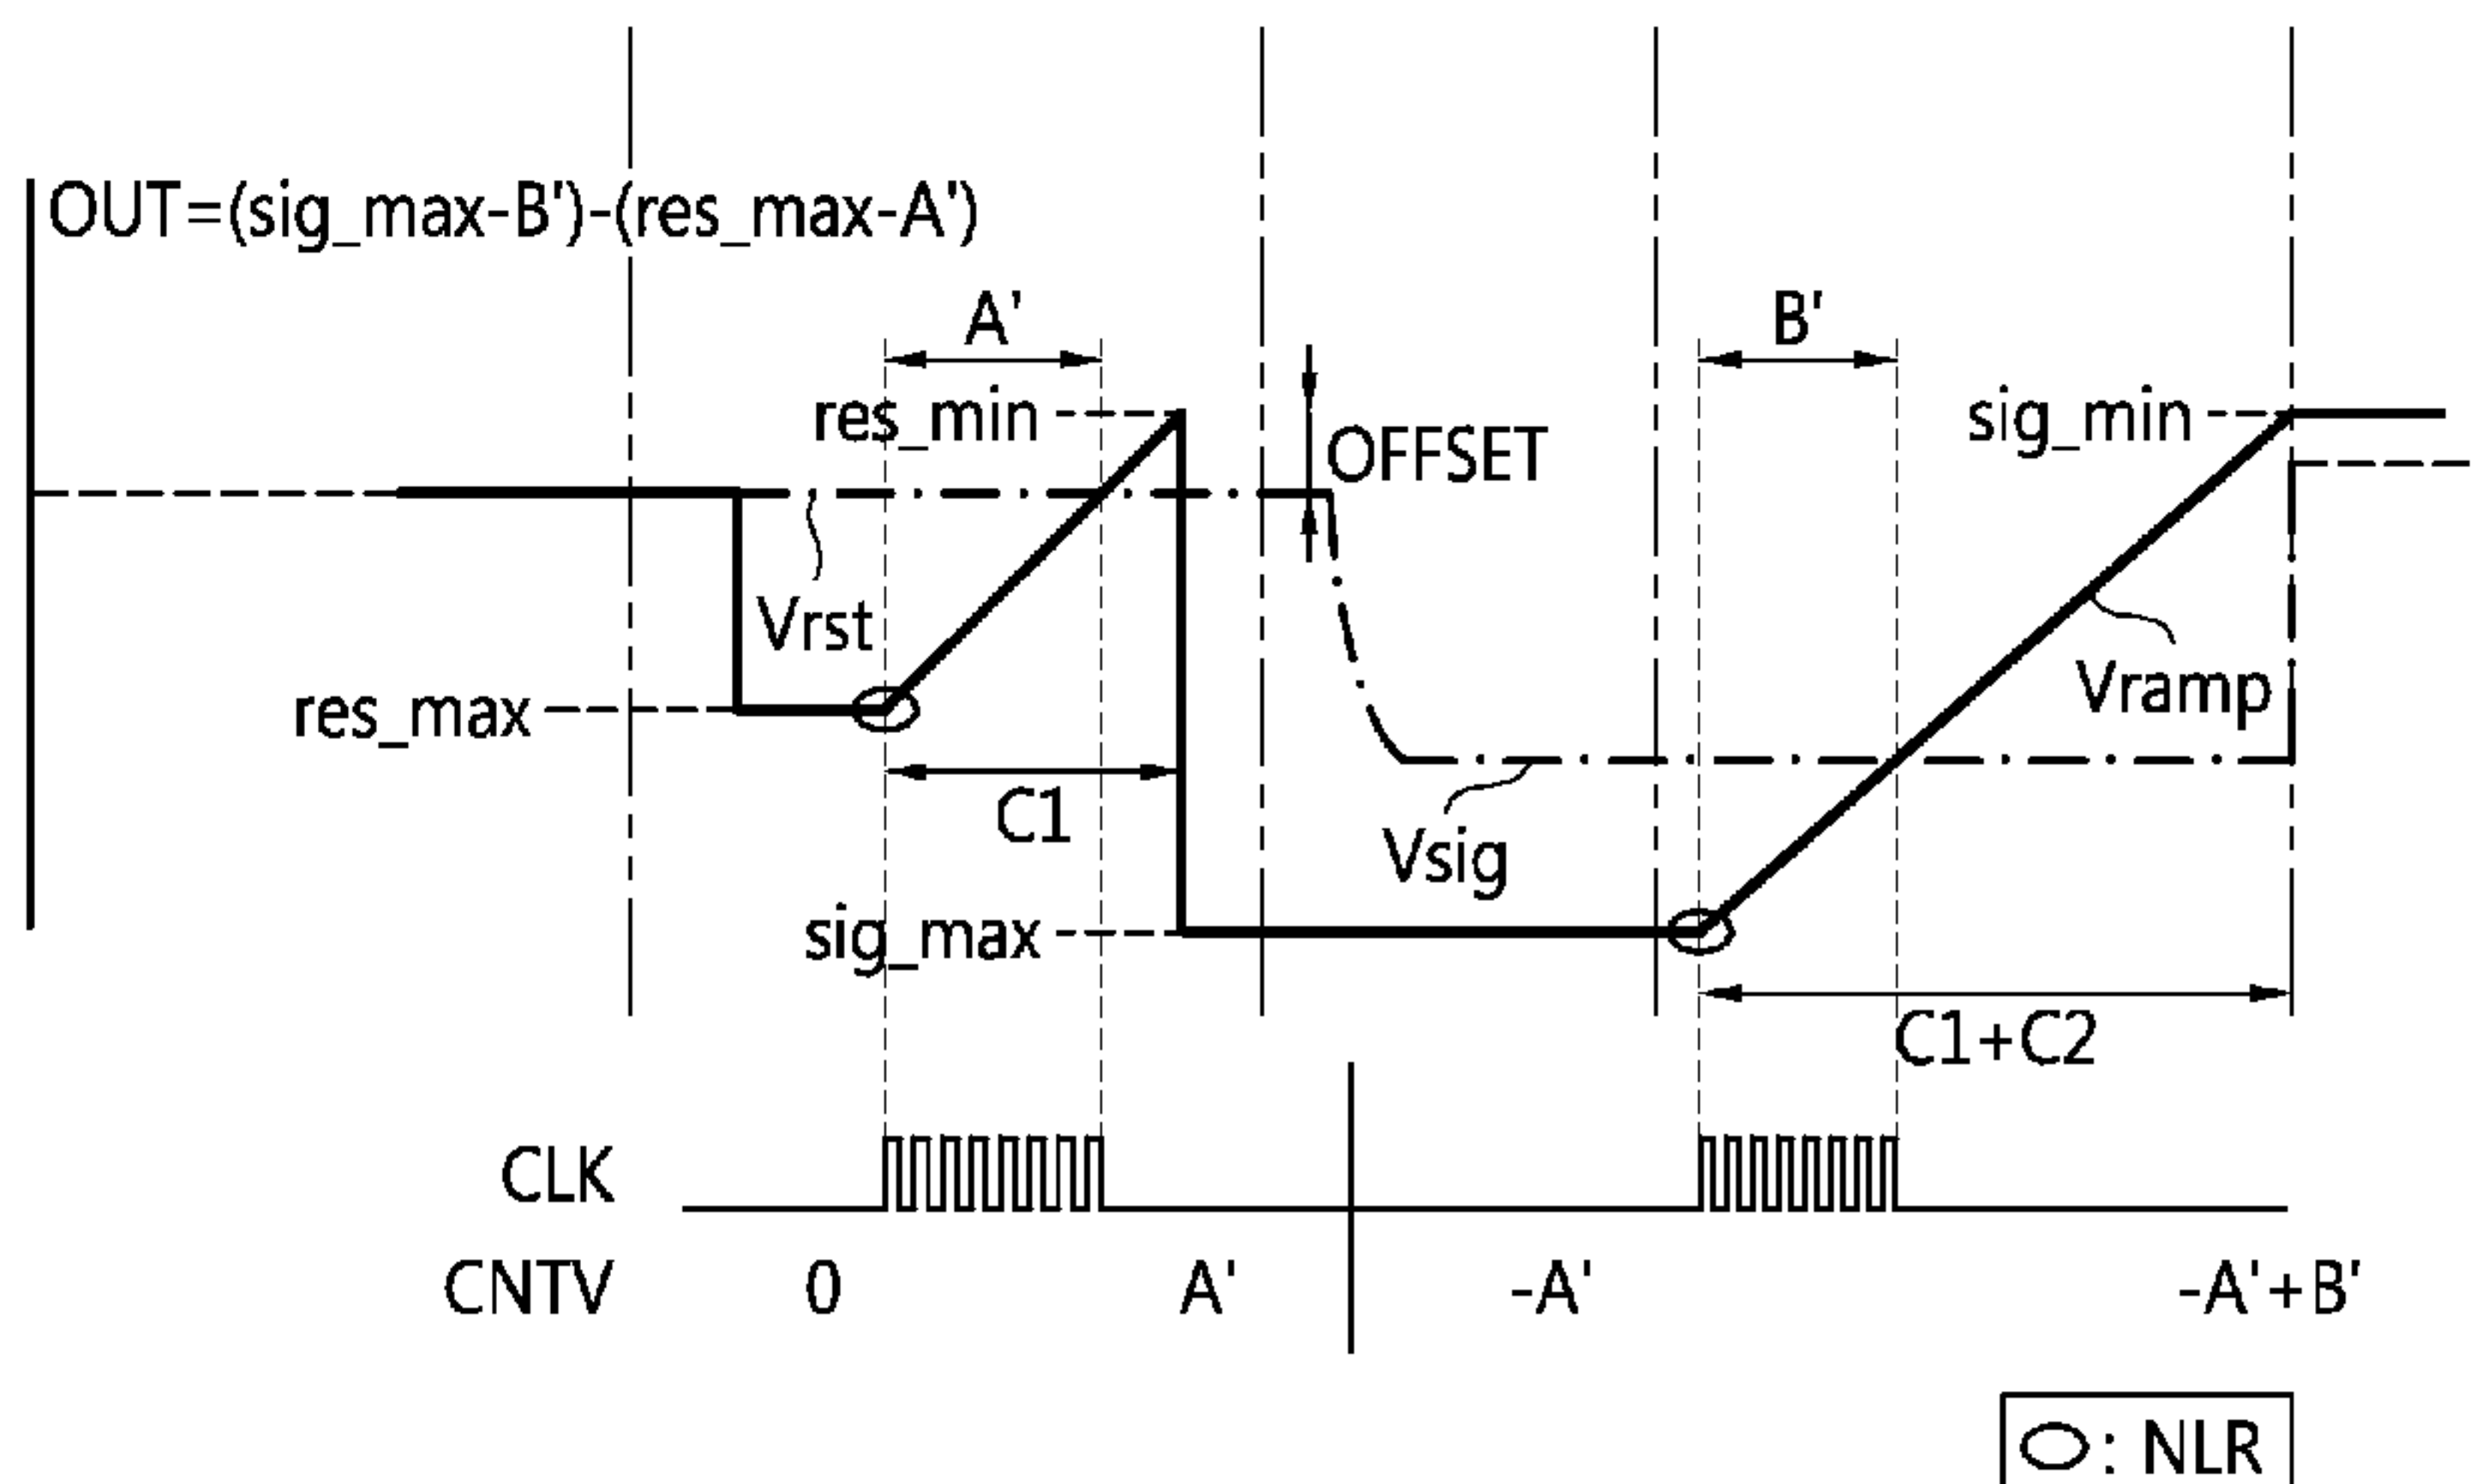 OUT=(sig_max-B')-(res_max-A')
A'
B'
res_min
sig_min
OFFSET
Vrst
res_max
Vramp
C1
Vsig
sig_max
C1+C2
CLK
CNTV 0 A' -A' -A'+B'
: NLR